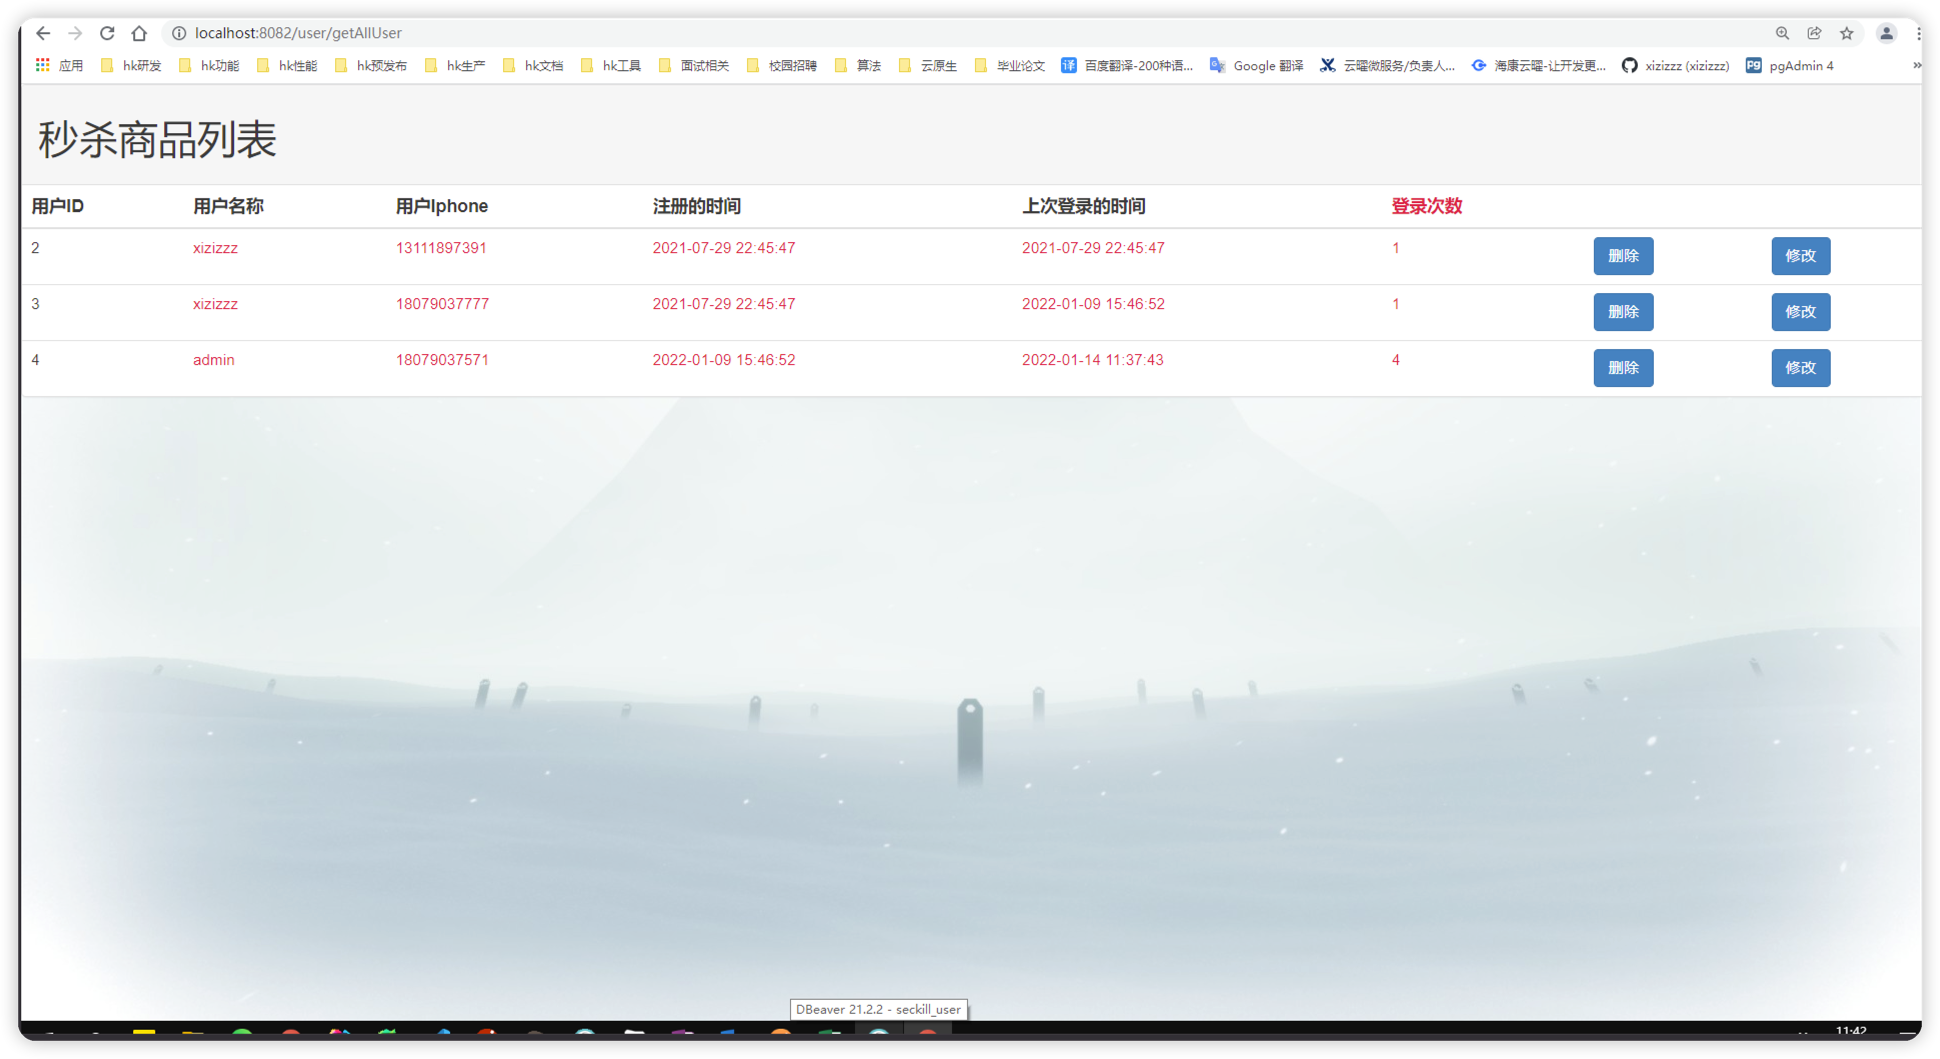 localhost:8082/user/getAllUser
应用 hk研发 hk功能 hk性能 hk预发布 hk生产 hk文档 hk工具 面试相关 校园招聘 算法 云原生 毕业论文 译 百度翻译-200种语... Google 翻译 云曜微服务/负责人... 海康云曜-让开发更... xizizzz (xizizzz) Pg pgAdmin 4 »
秒杀商品列表
用户ID 用户名称 用户Iphone 注册的时间 上次登录的时间 登录次数
2 xizizzz 13111897391 2021-07-29 22:45:47 2021-07-29 22:45:47 1 删除 修改
3 xizizzz 18079037777 2021-07-29 22:45:47 2022-01-09 15:46:52 1 删除 修改
4 admin 18079037571 2022-01-09 15:46:52 2022-01-14 11:37:43 4 删除 修改
DBeaver 21.2.2 - seckill_user
11:42